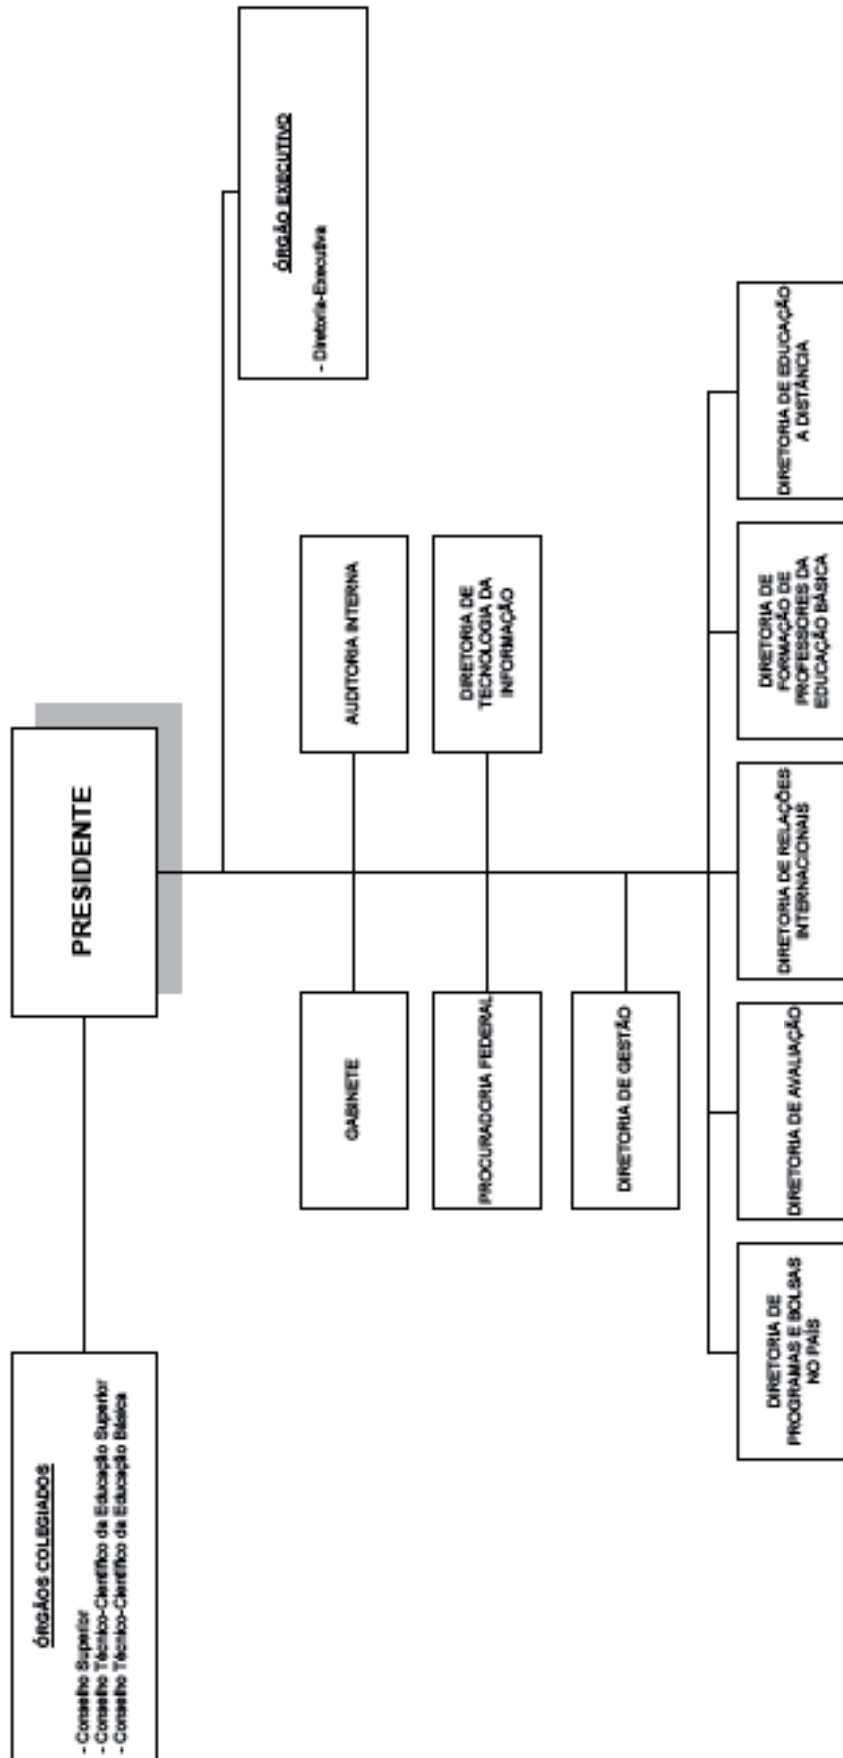 ÓRGÃOS COLEGIADOS
- Conselho Superior
- Conselho Técnico-Científico da Educação Superior
- Conselho Técnico-Científico da Educação Básica
PRESIDENTE
ÓRGÃO EXECUTIVO
- Diretoria-Executiva
GABINETE
AUDITORIA INTERNA
PROCURADORIA FEDERAL
DIRETORIA DE
TECNOLOGIA DA
INFORMAÇÃO
DIRETORIA DE GESTÃO
DIRETORIA DE
PROGRAMAS E BOLSAS
NO PAÍS
DIRETORIA DE AVALIAÇÃO
DIRETORIA DE RELAÇÕES
INTERNACIONAIS
DIRETORIA DE
FORMAÇÃO DE
PROFESSORES DA
EDUCAÇÃO BÁSICA
DIRETORIA DE EDUCAÇÃO
A DISTÂNCIA